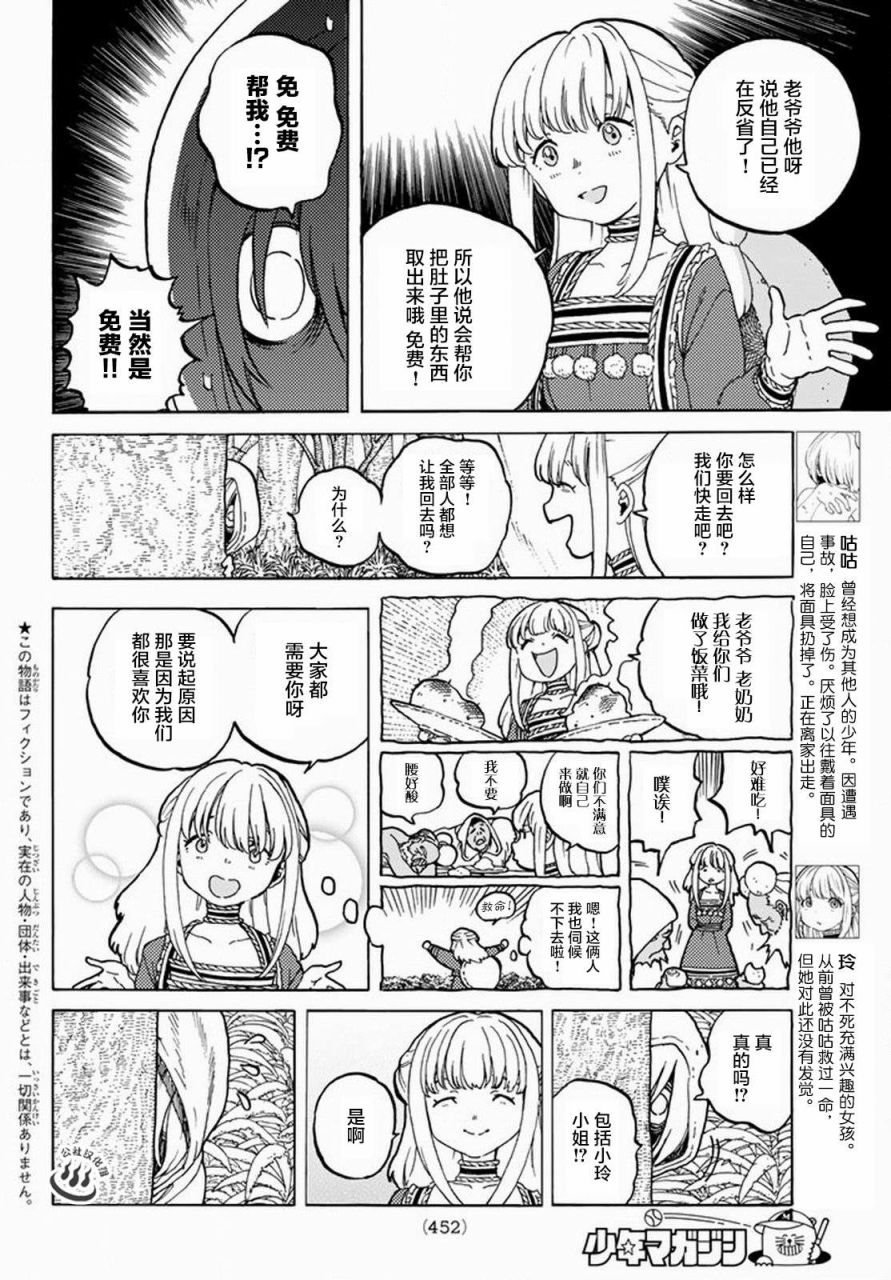 老爷爷他呀
说他自己已经
在反省了！
所以他说会帮你
把肚子里的东西
取出来哦 免费！
免 免费
帮我…!?
当然是
免费!!
怎么样
你要回去吧？
我们快走吧？
等等！
全部人都想
让我回去吗？
为什么？
老爷爷 老奶奶
我给你们
做了饭菜哦！
好难吃！
噗诶！
你们不满意
就自己
来做啊
我不要
腰好酸
嗯！这俩人
我也伺候
不下去啦！
救命！
大家都
需要你呀
要说起原因
那是因为我们
都很喜欢你
真
真的吗!?
包括小玲
小姐!?
是啊
咕咕 曾经想成为其他人的少年。因遭遇
事故，脸上受了伤。厌烦了以往戴着面具的
自己，将面具扔掉了。正在离家出走。
玲 对不死充满兴趣的女孩。
从前曾被咕咕救过一命，
但她对此还没有发觉。
★この物語はフィクションであり、実在の人物・団体・出来事などとは、一切関係ありません。
公社汉化组
(452)
少年マガジン